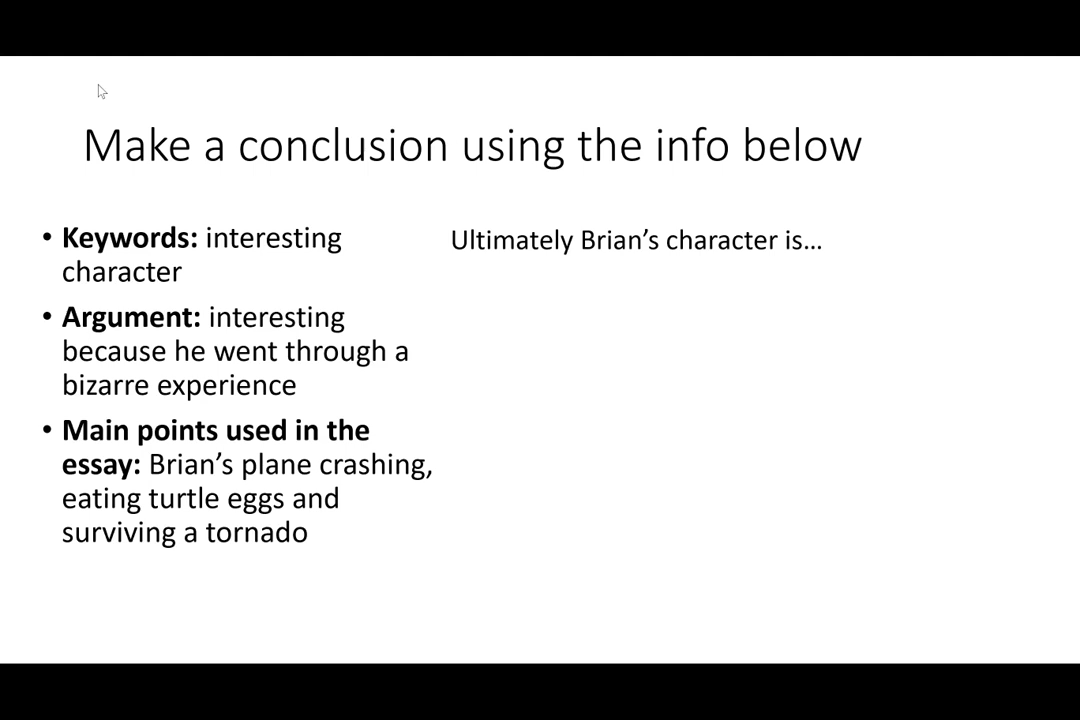 Make a conclusion using the info below
• Keywords: interesting
character
• Argument: interesting
because he went through a
bizarre experience
• Main points used in the
essay: Brian’s plane crashing,
eating turtle eggs and
surviving a tornado
Ultimately Brian’s character is…